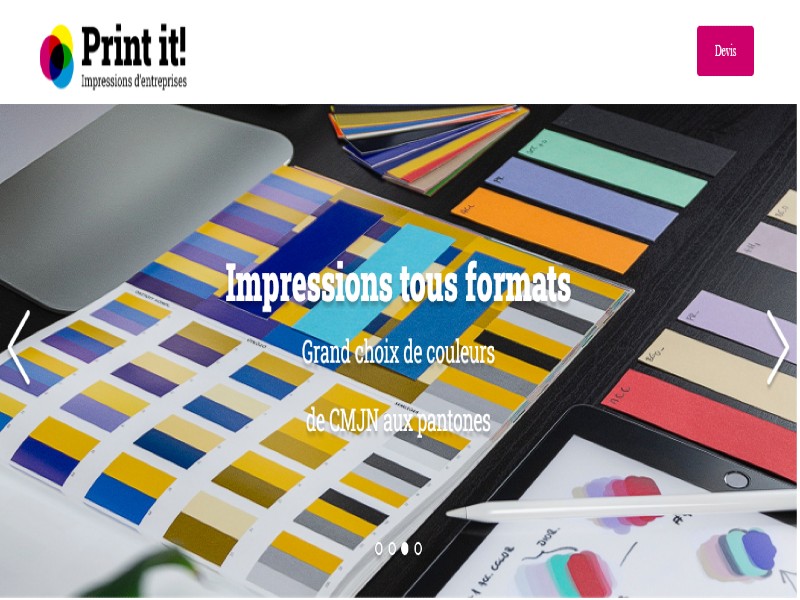 Print it!
Impressions d'entreprises
Devis
Impressions tous formats
Grand choix de couleurs
de CMJN aux pantones